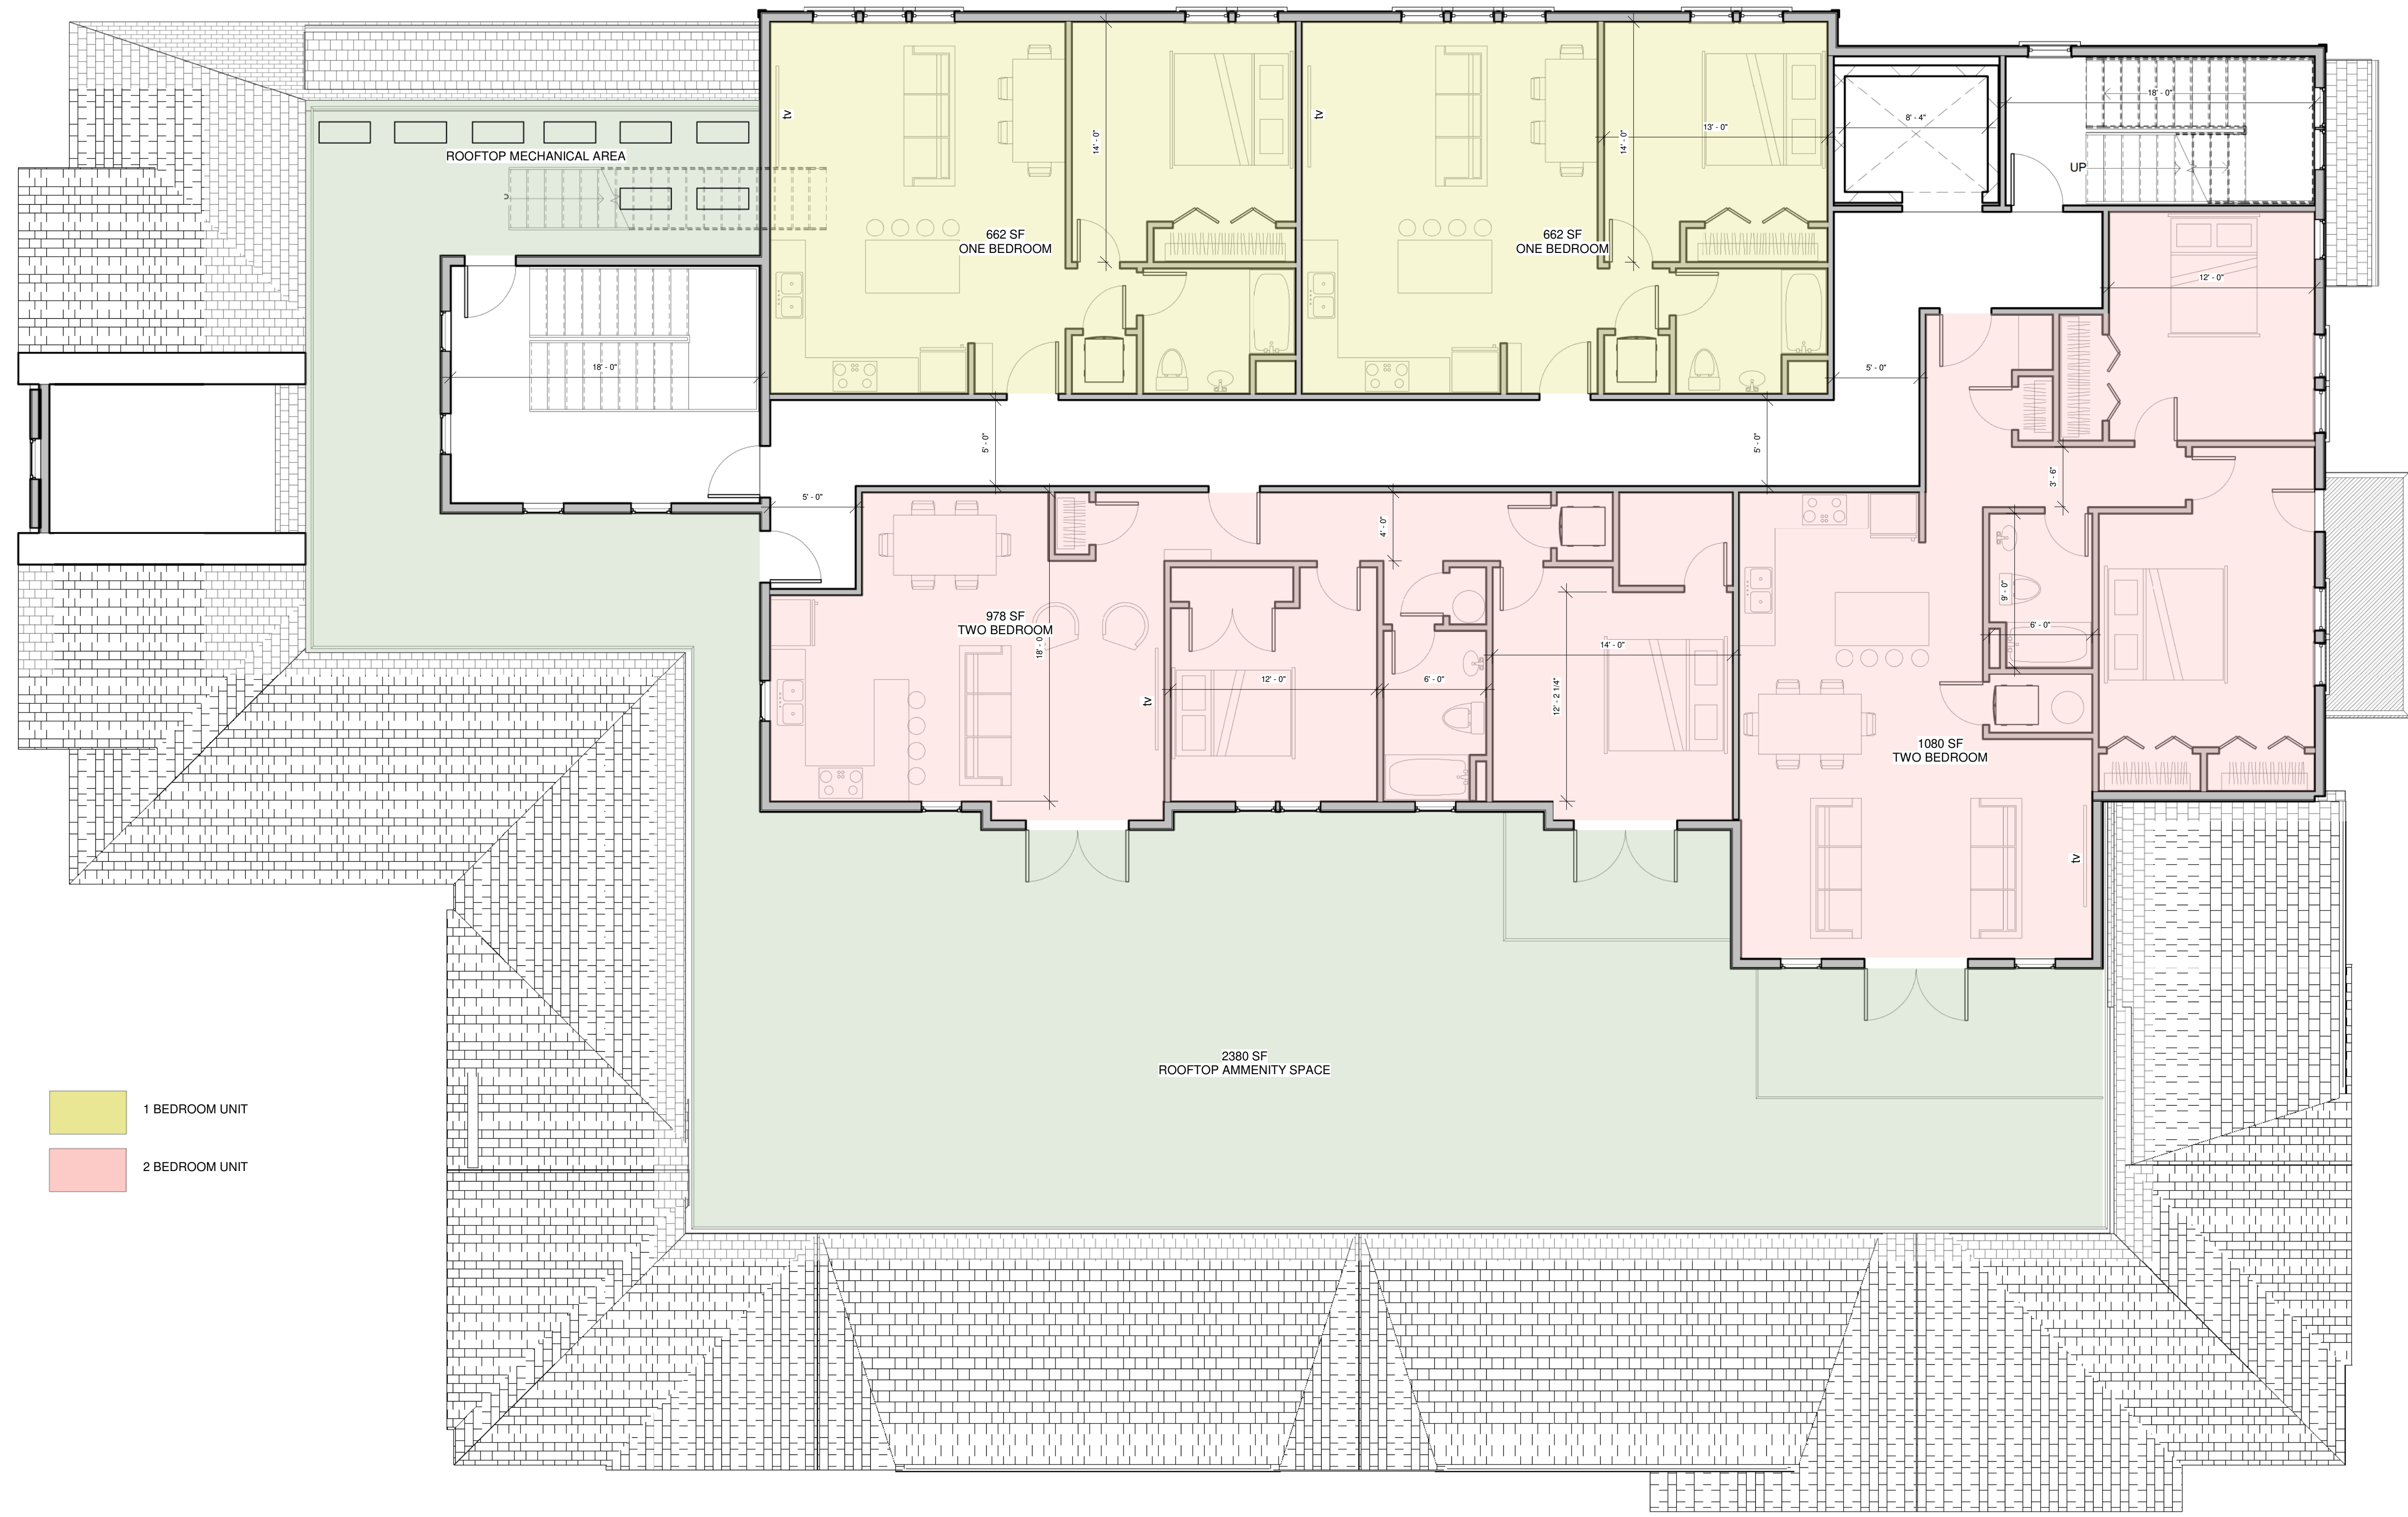 18' - 0"
tv
tv
8' - 4"
ROOFTOP MECHANICAL AREA
14' - 0"
14' - 0"
13' - 0"
UP
662 SF
ONE BEDROOM
662 SF
ONE BEDROOM
12' - 0"
18' - 0"
5' - 0"
5' - 0"
5' - 0"
3' - 6"
5' - 0"
4' - 0"
9' - 0"
978 SF
TWO BEDROOM
18' - 0
6' - 0"
14' - 0"
12' - 0"
6' - 0"
12' - 2 1/4"
tv
1080 SF
TWO BEDROOM
tv
2380 SF
ROOFTOP AMMENITY SPACE
1 BEDROOM UNIT
2 BEDROOM UNIT